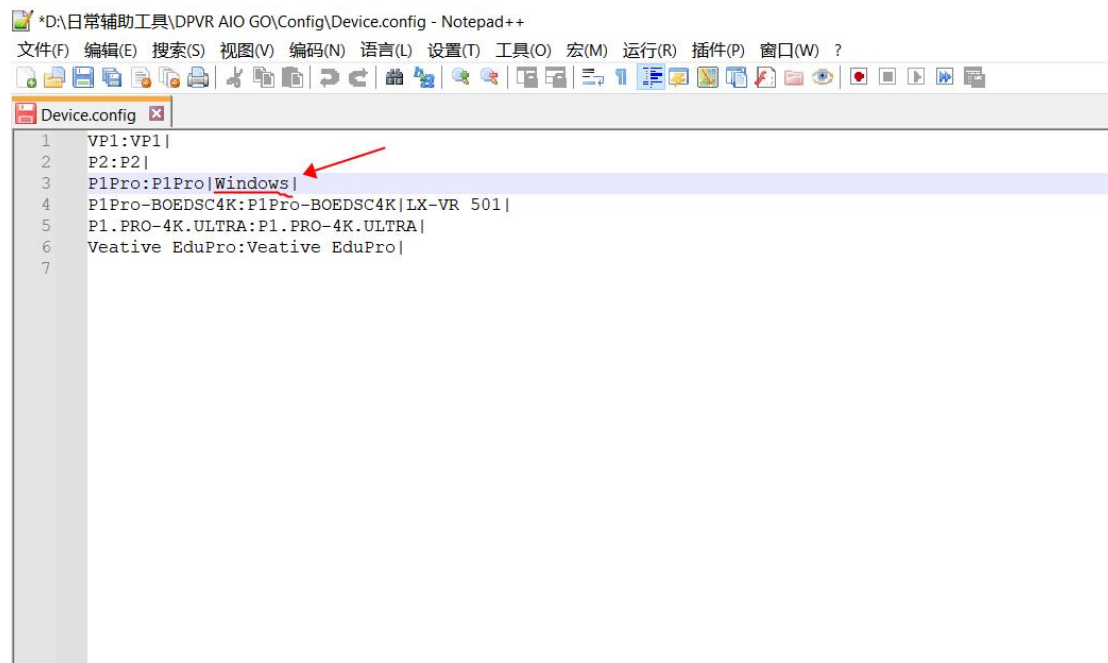 *D:\日常辅助工具\DPVR AIO GO\Config\Device.config - Notepad++
文件(F) 编辑(E) 搜索(S) 视图(V) 编码(N) 语言(L) 设置(T) 工具(O) 宏(M) 运行(R) 插件(P) 窗口(W) ?
Device.config
1 VP1:VP1|
2 P2:P2|
3 P1Pro:P1Pro|Windows|
4 P1Pro-BOEDSC4K:P1Pro-BOEDSC4K|LX-VR 501|
5 P1.PRO-4K.ULTRA:P1.PRO-4K.ULTRA|
6 Veative EduPro:Veative EduPro|
7